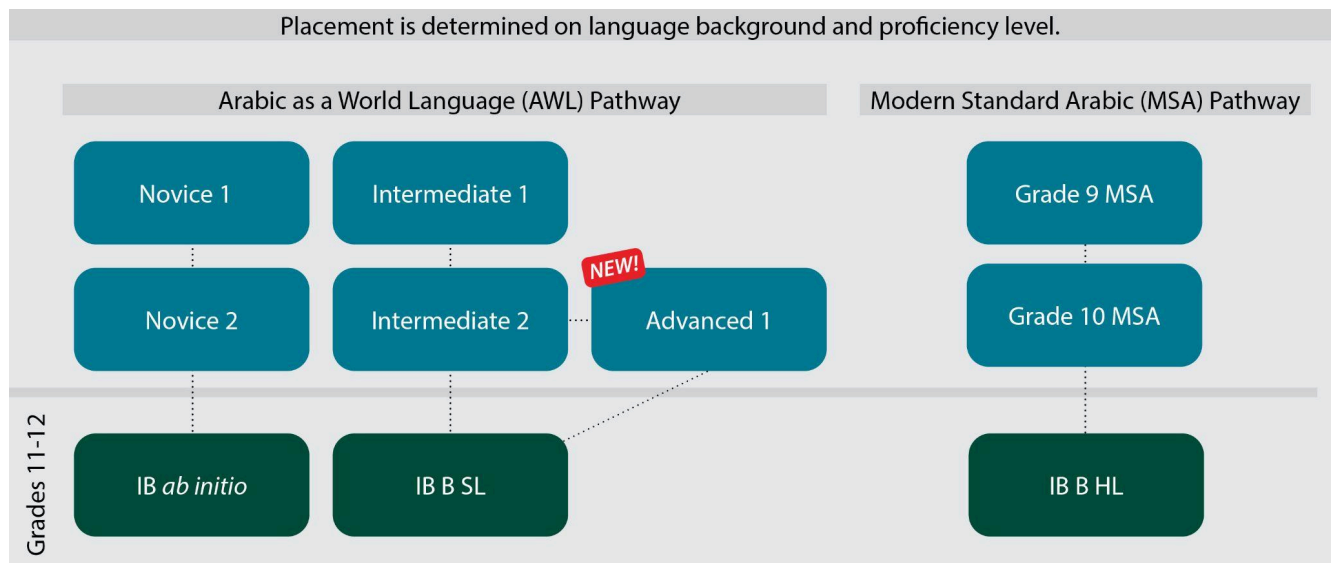 Placement is determined on language background and proficiency level.
Arabic as a World Language (AWL) Pathway
Modern Standard Arabic (MSA) Pathway
Novice 1
Intermediate 1
Grade 9 MSA
NEW!
Novice 2
Intermediate 2
Advanced 1
Grade 10 MSA
Grades 11-12
IB ab initio
IB B SL
IB B HL